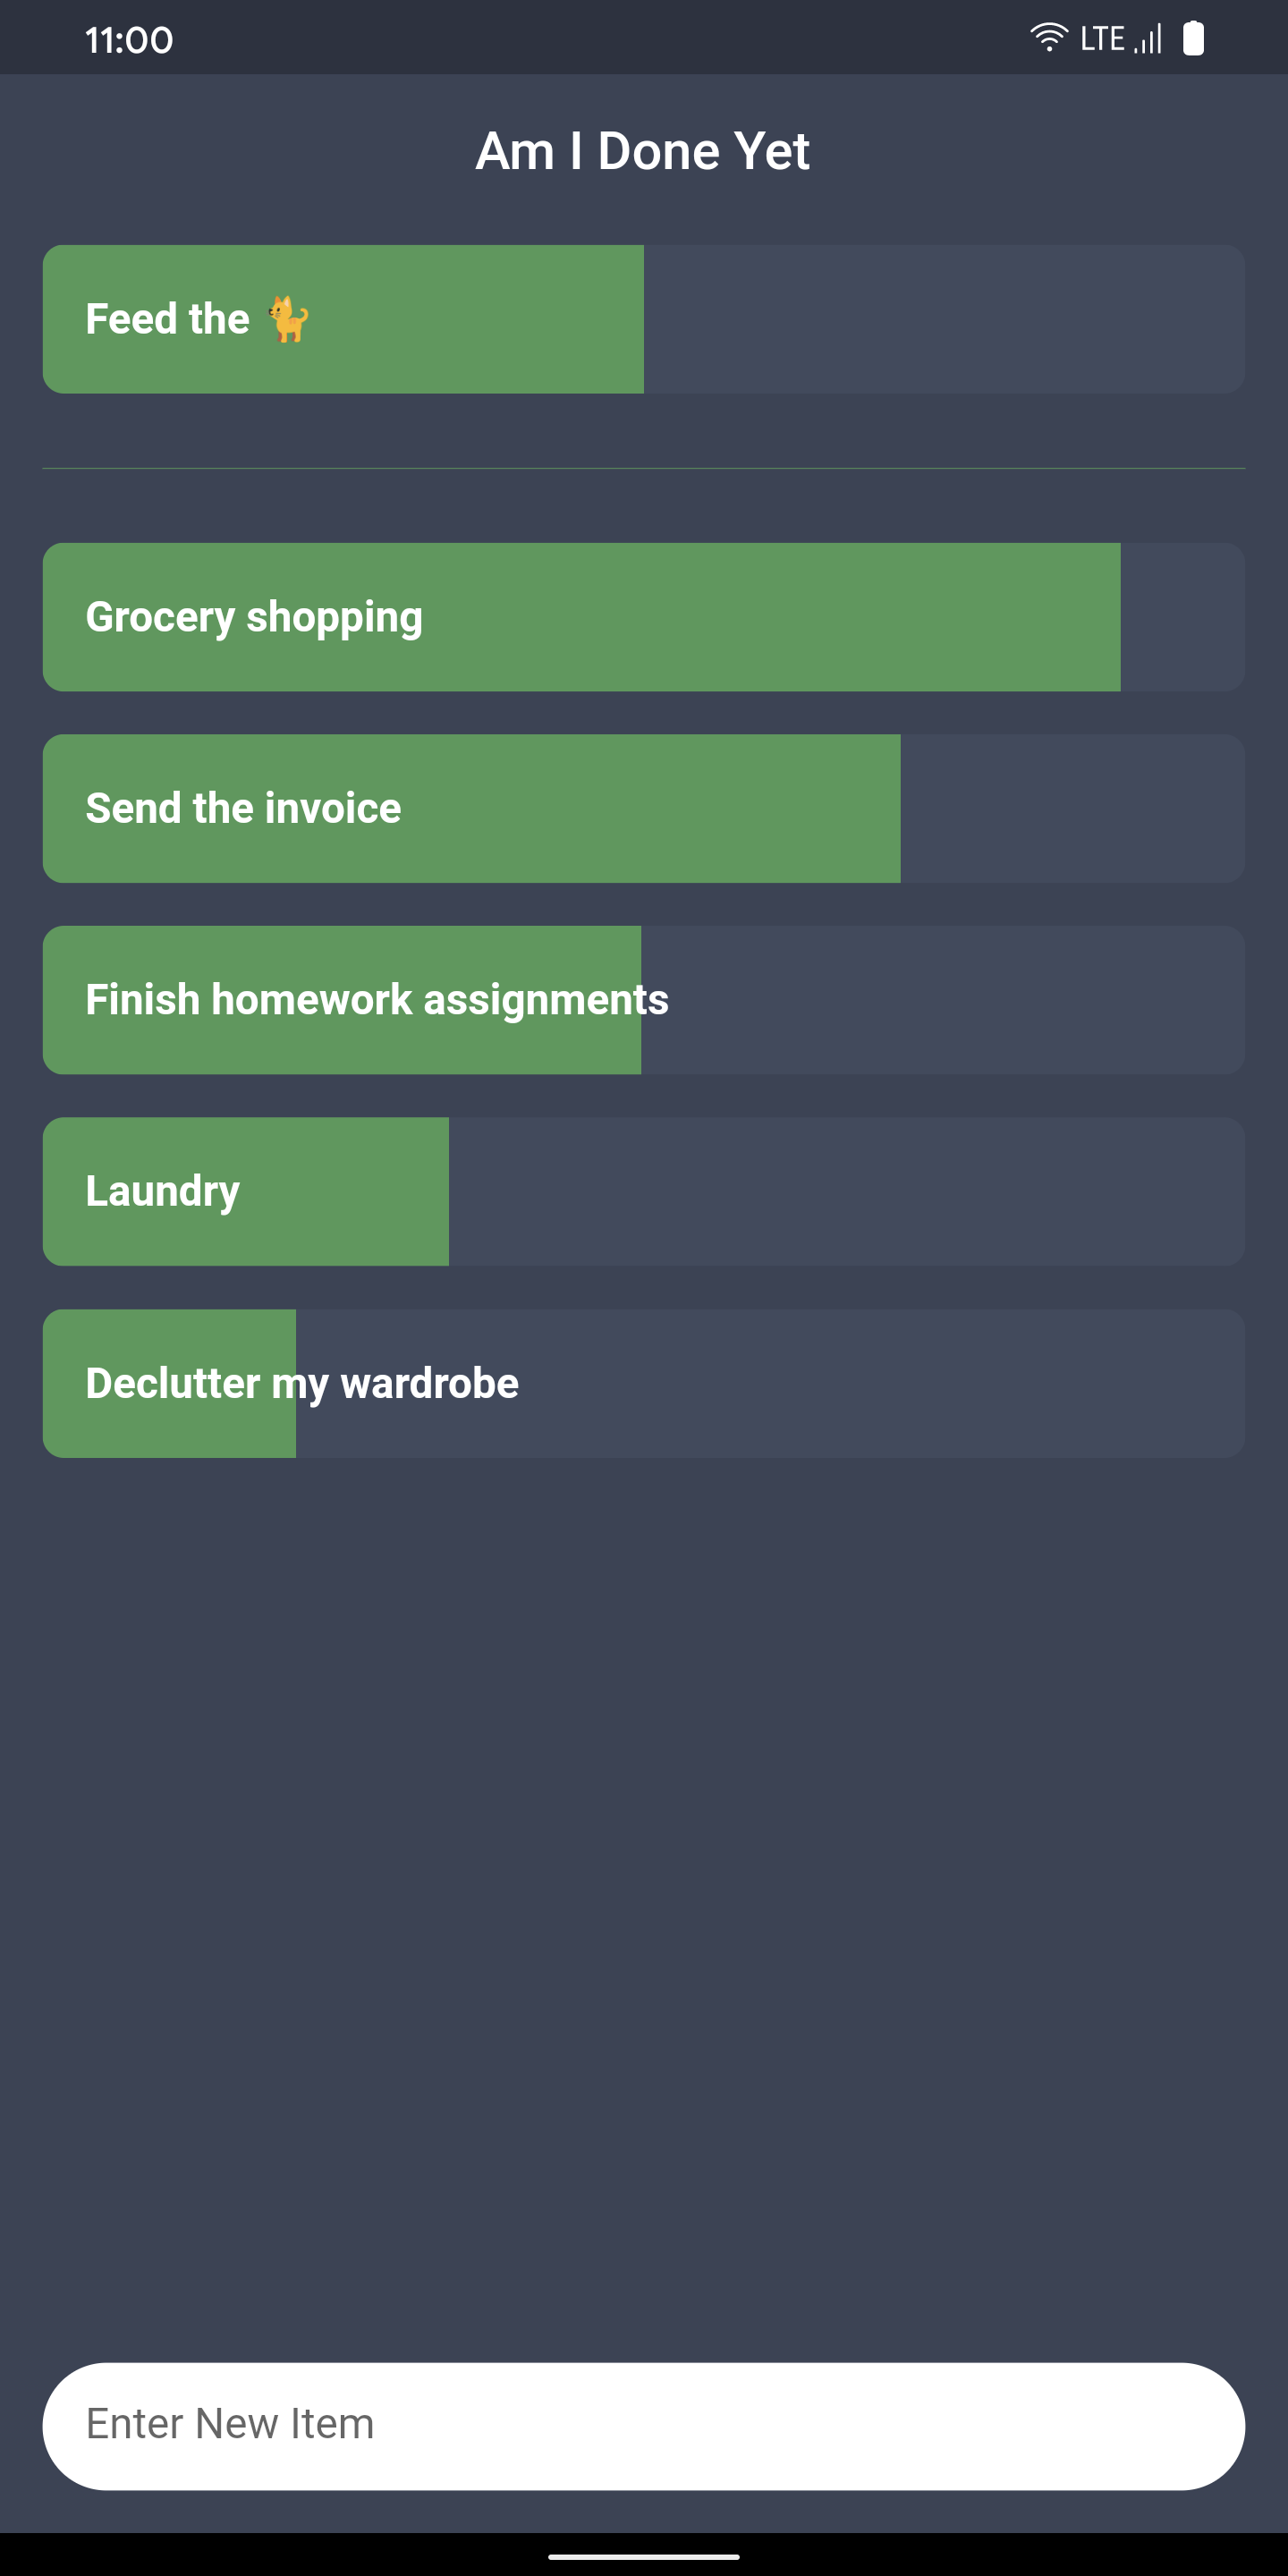 11:00 LTE
Am I Done Yet
Feed the 🐈
Grocery shopping
Send the invoice
Finish homework assignments
Laundry
Declutter my wardrobe
Enter New Item